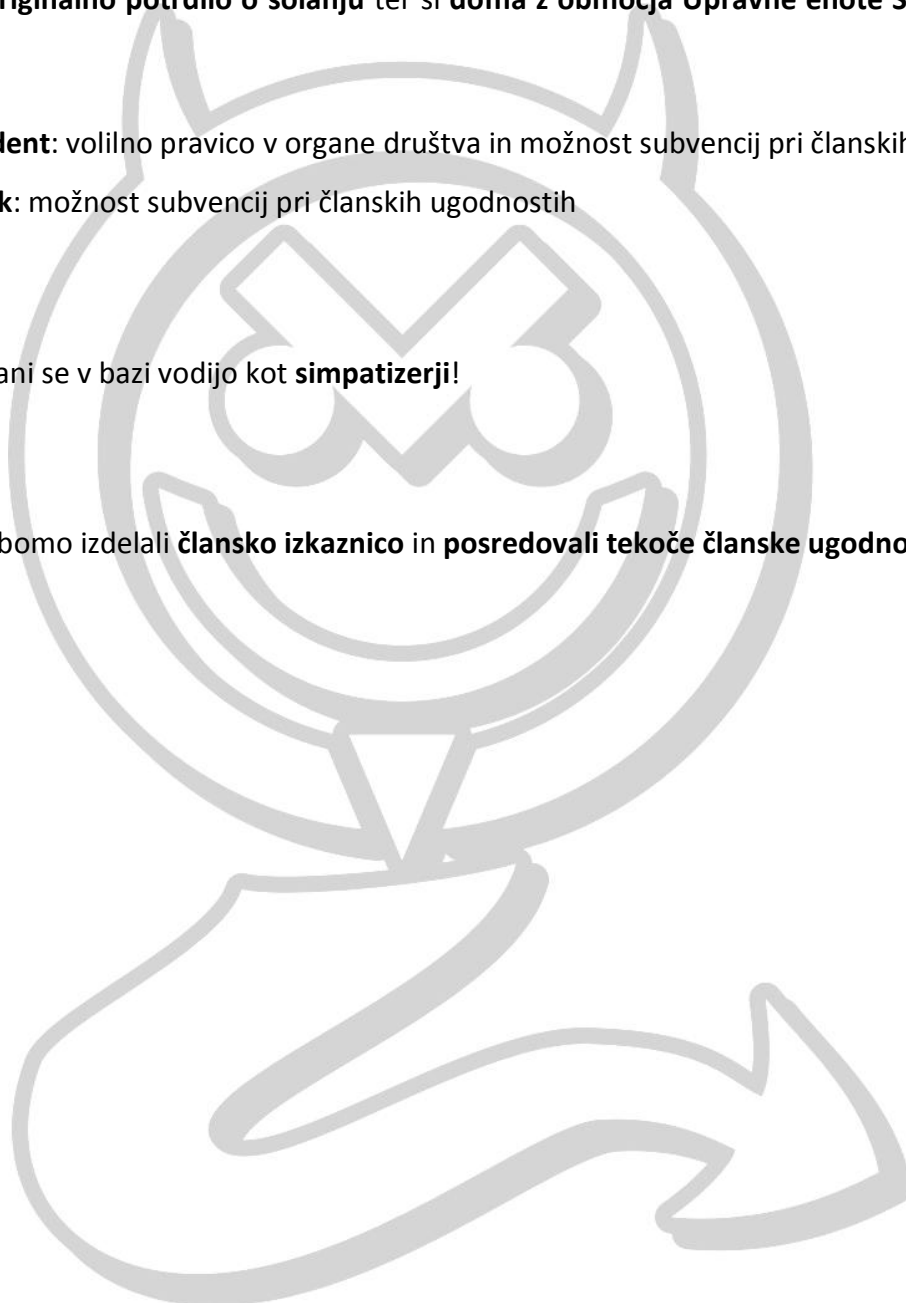 riginalno potrdilo o šolanju ter si doma z območja Upravne enote S
dent: volilno pravico v organe društva in možnost subvencij pri članskih
k: možnost subvencij pri članskih ugodnostih
ani se v bazi vodijo kot simpatizerji!
bomo izdelali člansko izkaznico in posredovali tekoče članske ugodno